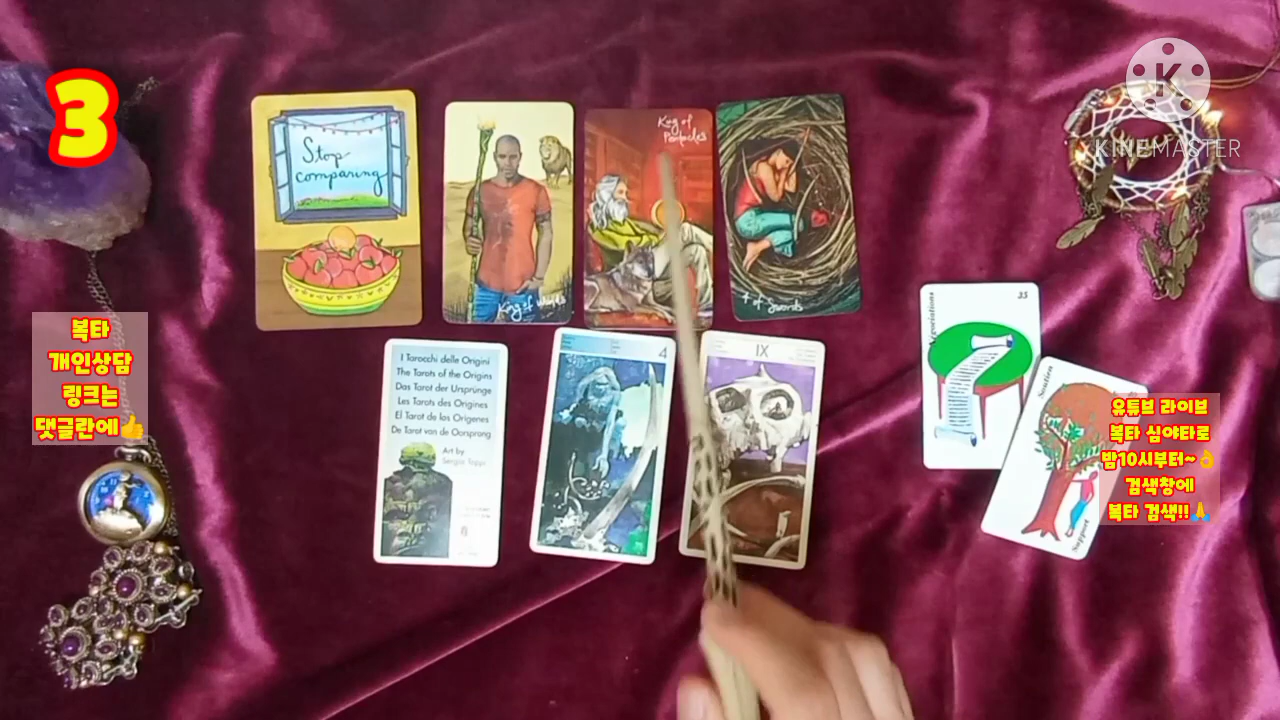 3
K
KINEMASTER
Stop
comparing
King of Wands
King of
Pentacles
4 of Swords
복타
개인상담
링크는
댓글란에👍
I Tarocchi delle Origini
The Tarots of the Origins
Das Tarot der Ursprünge
Les Tarots des Origines
El Tarot de los Orígenes
De Tarot van de Oorsprong
Art by
Sergio Toppi
4
IX
35
Negociations
Soutien
Support
유튜브 라이브
복타 심야타로
밤10시부터~👌
검색창에
복타 검색!!🙏